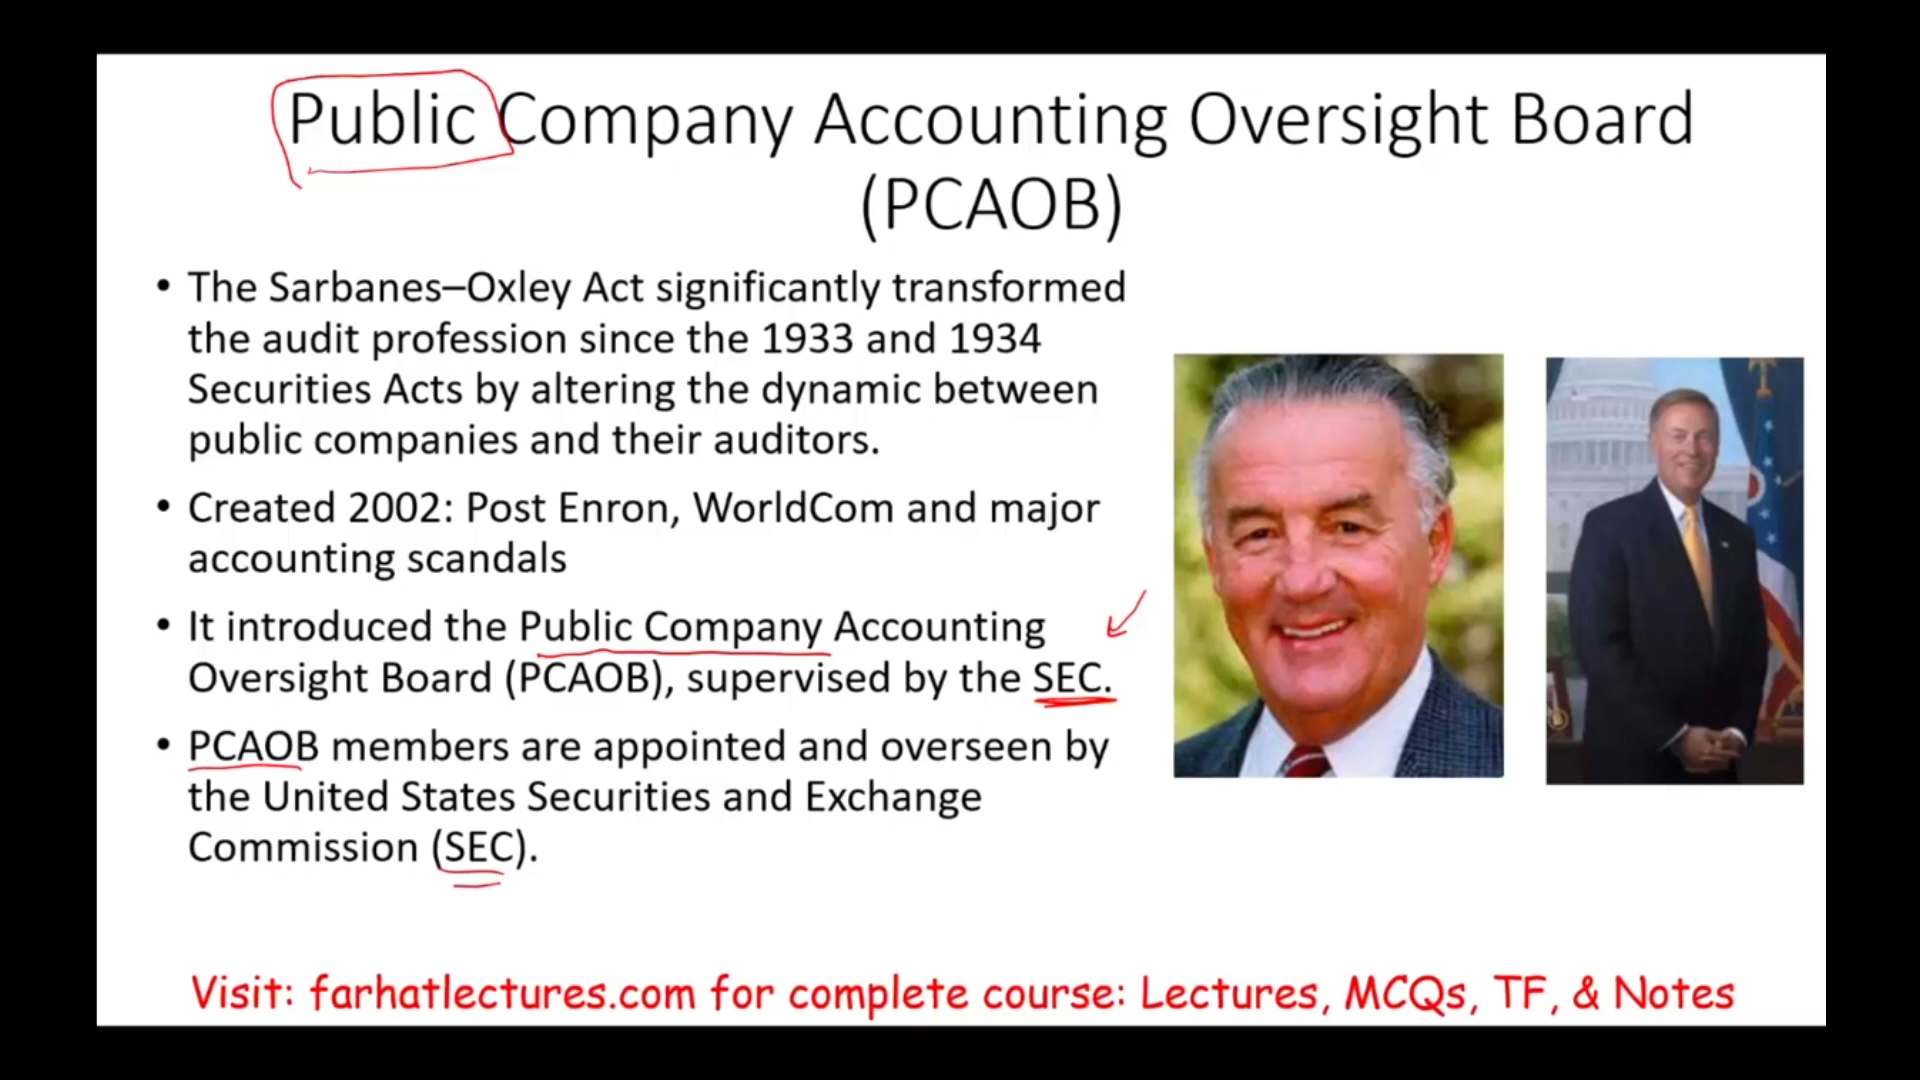 Public Company Accounting Oversight Board
(PCAOB)
• The Sarbanes–Oxley Act significantly transformed
the audit profession since the 1933 and 1934
Securities Acts by altering the dynamic between
public companies and their auditors.
• Created 2002: Post Enron, WorldCom and major
accounting scandals
• It introduced the Public Company Accounting
Oversight Board (PCAOB), supervised by the SEC.
• PCAOB members are appointed and overseen by
the United States Securities and Exchange
Commission (SEC).
Visit: farhatlectures.com for complete course: Lectures, MCQs, TF, & Notes